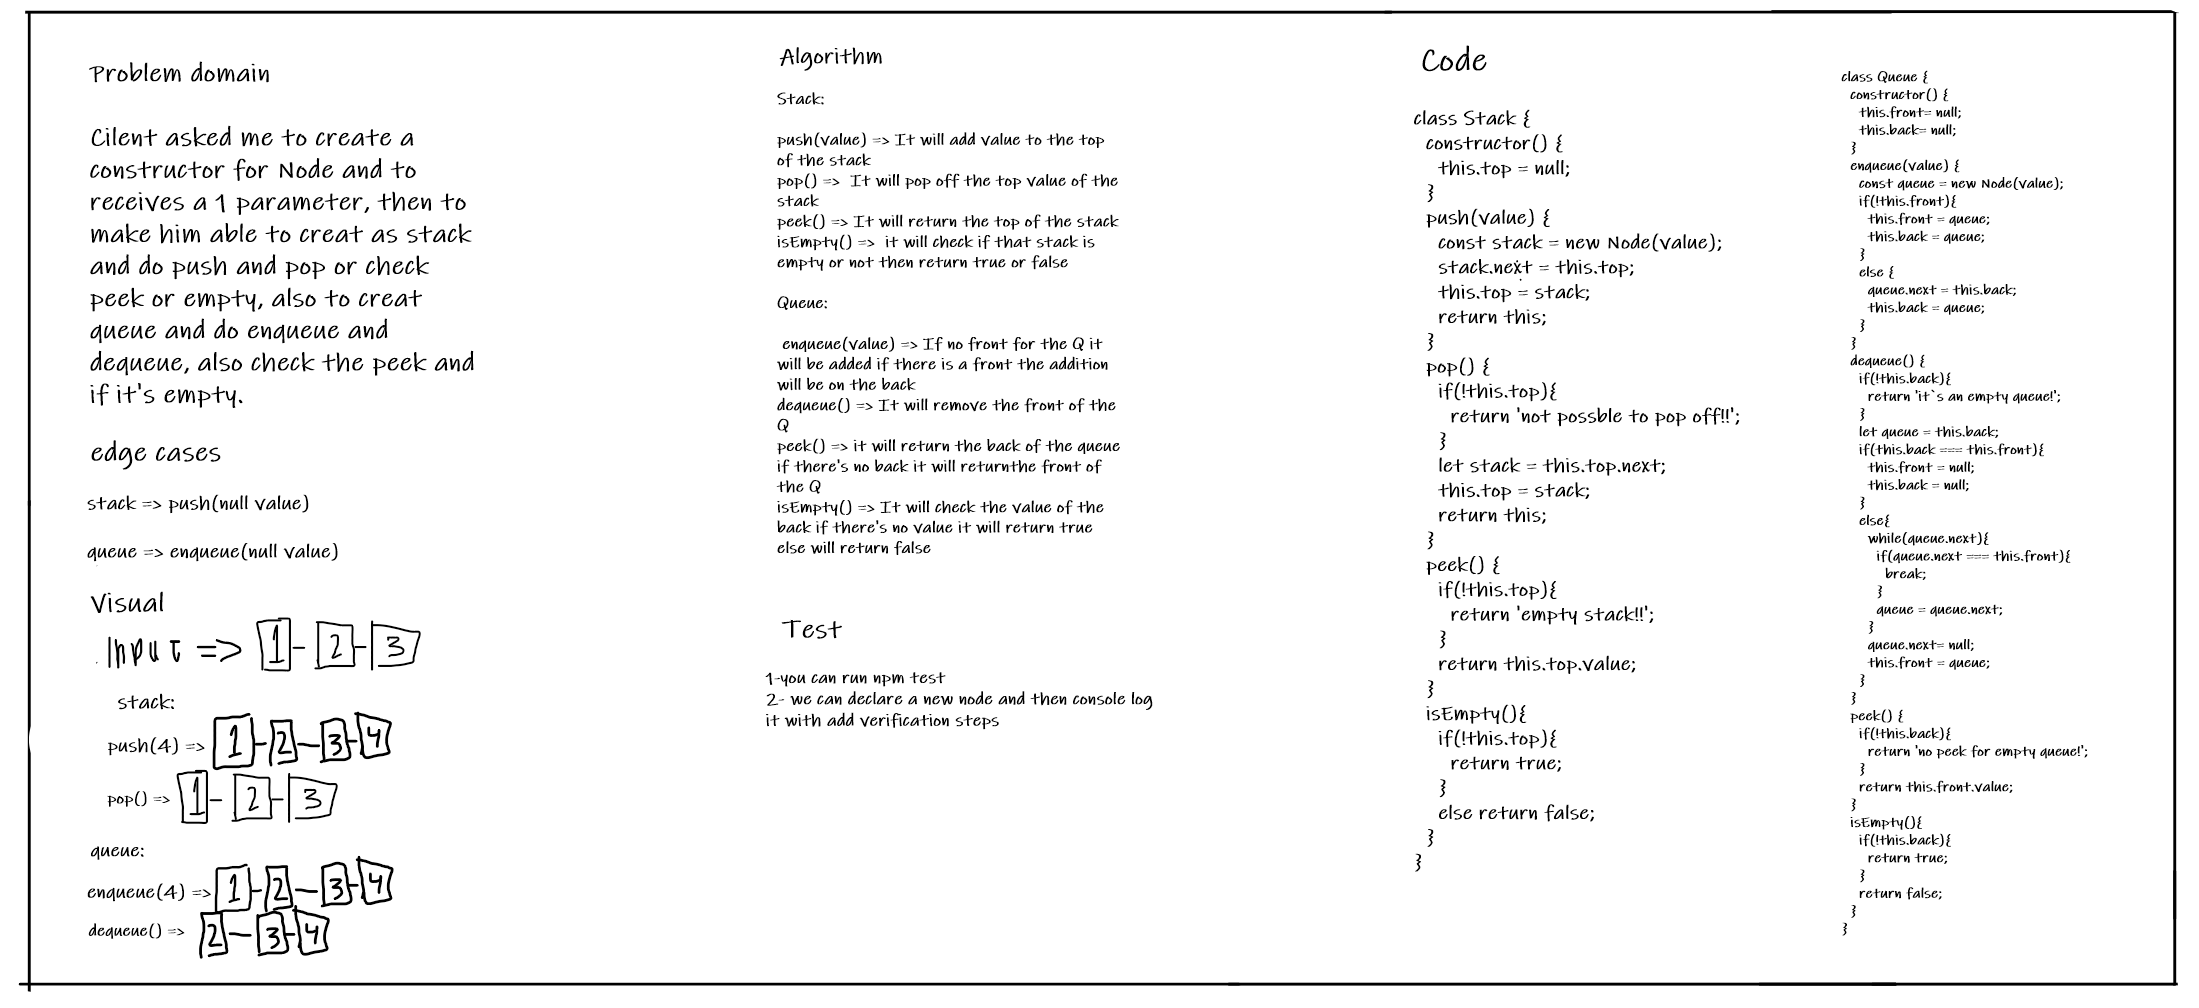 Problem domain
Cilent asked me to create a
constructor for Node and to
receives a 1 parameter, then to
make him able to creat as stack
and do push and pop or check
peek or empty, also to creat
queue and do enqueue and
dequeue, also check the peek and
if it's empty.
edge cases
stack => push(null value)
queue => enqueue(null value)
Visual
Input => 1 - 2 - 3
stack:
push(4) => 1 - 2 - 3 - 4
pop() => 1 - 2 - 3
queue:
enqueue(4) => 1 - 2 - 3 - 4
dequeue() => 2 - 3 - 4
Algorithm
Stack:
push(value) => It will add value to the top
of the stack
pop() => It will pop off the top value of the
stack
peek() => It will return the top of the stack
isEmpty() => it will check if that stack is
empty or not then return true or false
Queue:
enqueue(value) => If no front for the Q it
will be added if there is a front the addition
will be on the back
dequeue() => It will remove the front of the
Q
peek() => it will return the back of the queue
if there's no back it will returnthe front of
the Q
isEmpty() => It will check the value of the
back if there's no value it will return true
else will return false
Test
1-you can run npm test
2- we can declare a new node and then console log
it with add verification steps
Code
class Stack {
constructor() {
this.top = null;
}
push(value) {
const stack = new Node(value);
stack.next = this.top;
this.top = stack;
return this;
}
pop() {
if(!this.top){
return 'not possble to pop off!!';
}
let stack = this.top.next;
this.top = stack;
return this;
}
peek() {
if(!this.top){
return 'empty stack!!';
}
return this.top.value;
}
isEmpty(){
if(!this.top){
return true;
}
else return false;
}
}
class Queue {
constructor() {
this.front= null;
this.back= null;
}
enqueue(value) {
const queue = new Node(value);
if(!this.front){
this.front = queue;
this.back = queue;
}
else {
queue.next = this.back;
this.back = queue;
}
}
dequeue() {
if(!this.back){
return 'it`s an empty queue!';
}
let queue = this.back;
if(this.back === this.front){
this.front = null;
this.back = null;
}
else{
while(queue.next){
if(queue.next === this.front){
break;
}
queue = queue.next;
}
queue.next= null;
this.front = queue;
}
}
peek() {
if(!this.back){
return 'no peek for empty queue!';
}
return this.front.value;
}
isEmpty(){
if(!this.back){
return true;
}
return false;
}
}